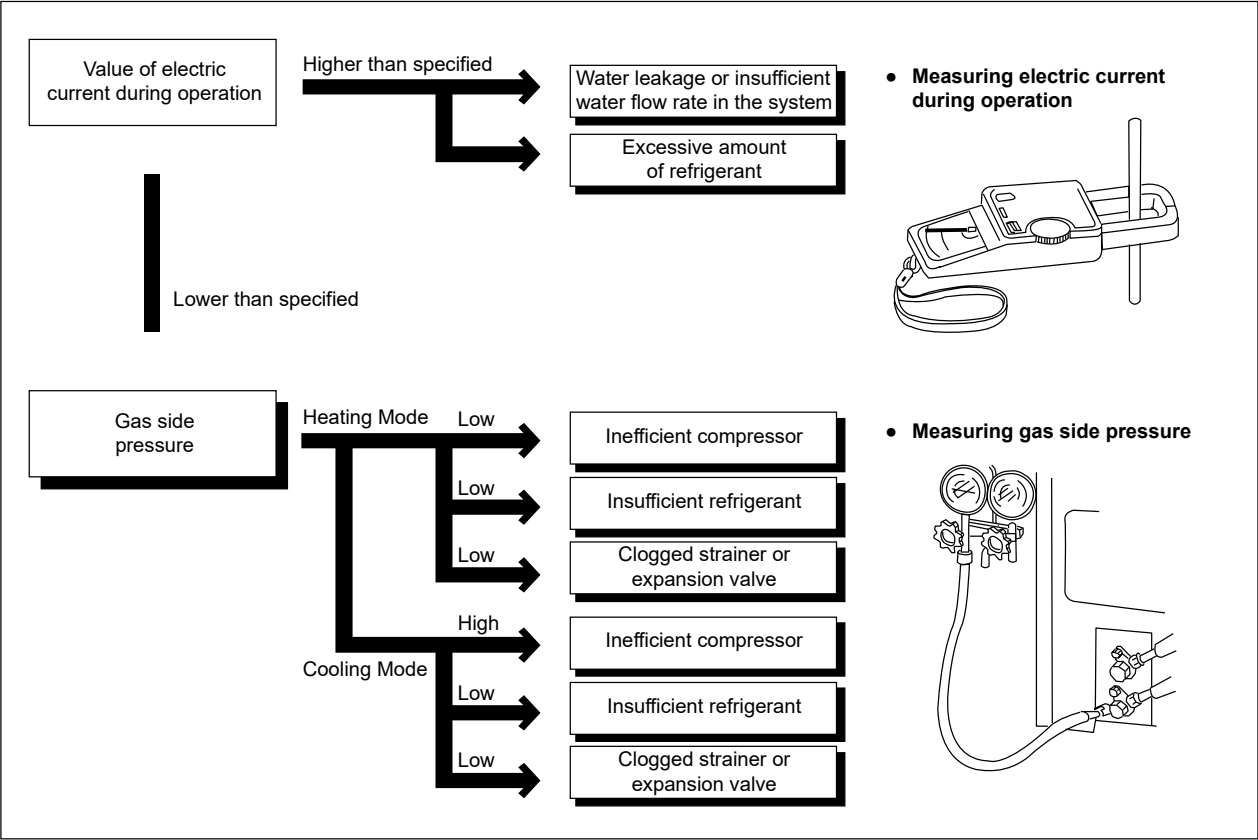 Value of electric
current during operation
Higher than specified
Water leakage or insufficient
water flow rate in the system
Excessive amount
of refrigerant
● Measuring electric current
during operation
Lower than specified
Gas side
pressure
Heating Mode
Low
Inefficient compressor
Low
Insufficient refrigerant
Low
Clogged strainer or
expansion valve
High
Inefficient compressor
Cooling Mode
Low
Insufficient refrigerant
Low
Clogged strainer or
expansion valve
● Measuring gas side pressure